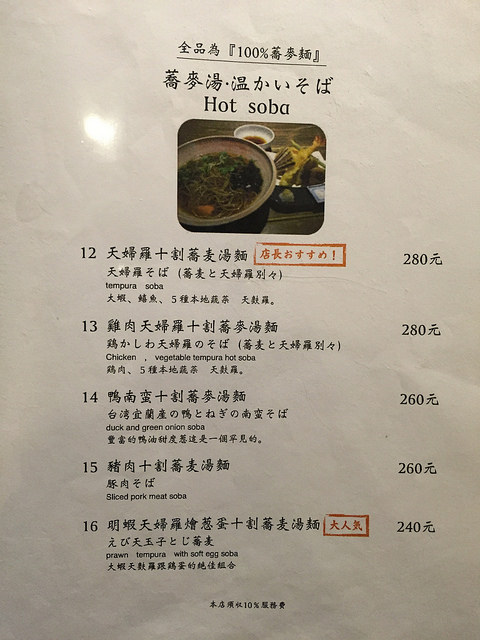 全品為『100%蕎麥麵』
蕎麥湯·温かいそば
Hot soba
12 天婦羅十割蕎麦湯麵 店長おすすめ！ 280元
天婦羅そば（蕎麦と天婦羅別々）
tempura soba
大蝦、鱚魚、5種本地蔬菜 天麩羅。
13 雞肉天婦羅十割蕎麥湯麵 280元
鶏かしわ天婦羅のそば（蕎麦と天婦羅別々）
Chicken , vegetable tempura hot soba
鶏肉、5種本地蔬菜 天麩羅。
14 鴨南蛮十割蕎麥湯麵 260元
台湾宜蘭産の鴨とねぎの南蛮そば
duck and green onion soba
豐富的鴨油甜度蔥這是一個罕見的。
15 豬肉十割蕎麦湯麵 260元
豚肉そば
Sliced pork meat soba
16 明蝦天婦羅燴蔥蛋十割蕎麦湯麵 大人気 240元
えび天玉子とじ蕎麦
prawn tempura with soft egg soba
大蝦天麩羅跟鶏蛋的絶佳組合
本店須收10%服務費